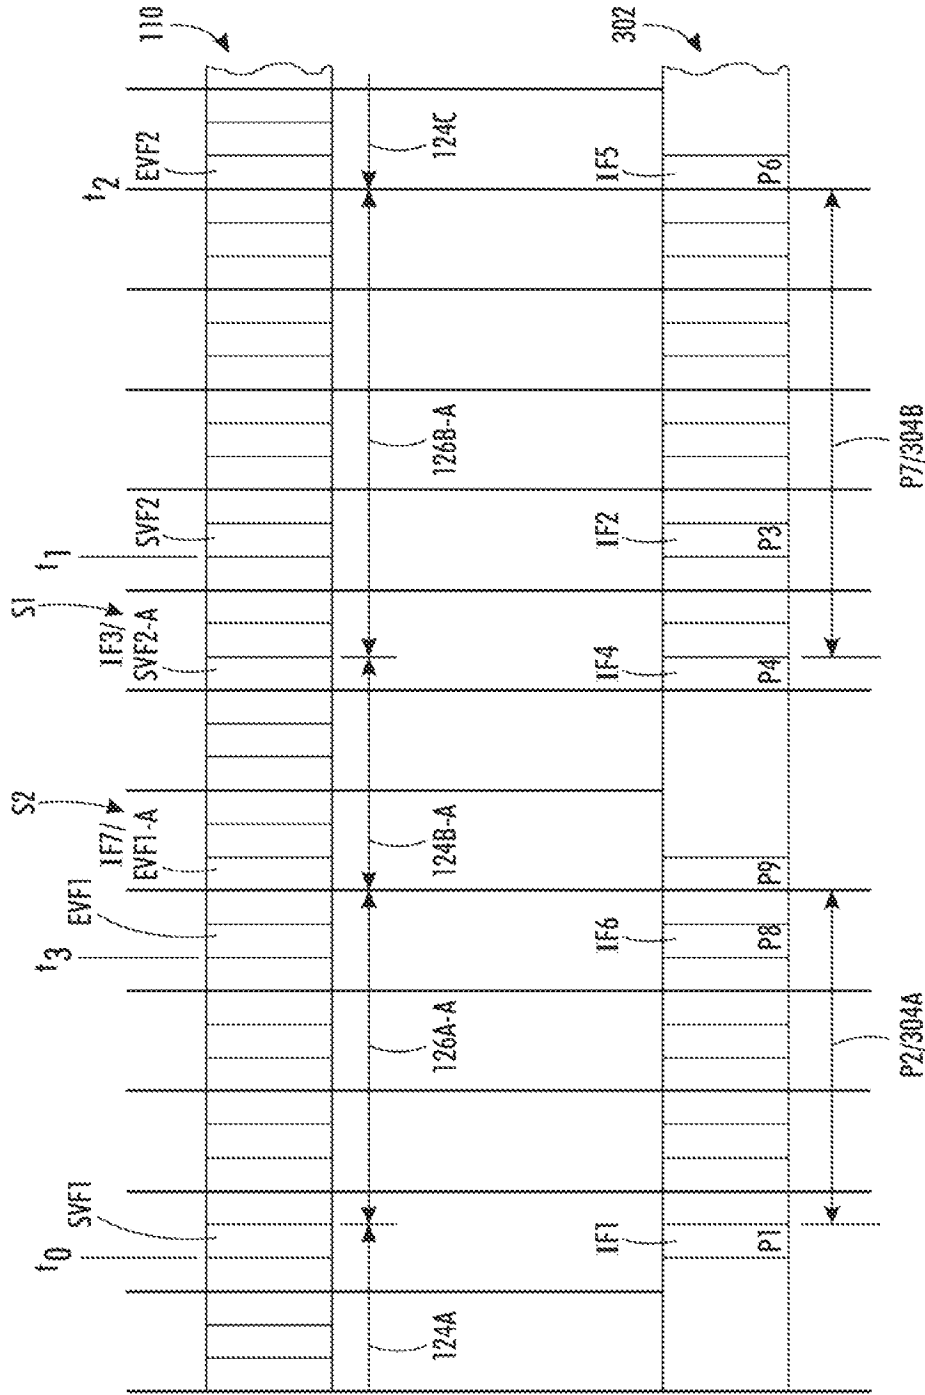 S2
S1
110
t0
SVF1
t3
EVF1
IF7/
EVF1-A
IF3/
SVF2-A
t1
SVF2
t2
EVF2
124A
126A-A
124B-A
126B-A
124C
302
IF1
IF6
IF4
IF2
IF5
P1
P8
P9
P4
P3
P6
P2/304A
P7/304B